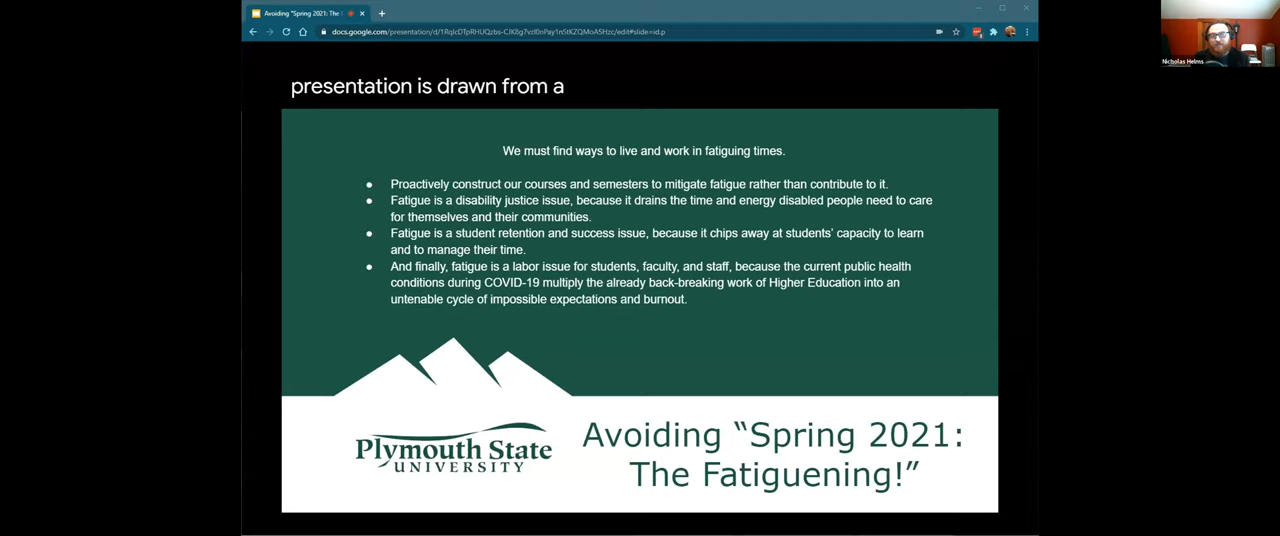 Avoiding "Spring 2021: The
docs.google.com/presentation/d/
edit#slide=id.p
Nicholas Helms
presentation is drawn from a
We must find ways to live and work in fatiguing times.
● Proactively construct our courses and semesters to mitigate fatigue rather than contribute to it.
● Fatigue is a disability justice issue, because it drains the time and energy disabled people need to care
for themselves and their communities.
● Fatigue is a student retention and success issue, because it chips away at students' capacity to learn
and to manage their time.
● And finally, fatigue is a labor issue for students, faculty, and staff, because the current public health
conditions during COVID-19 multiply the already back-breaking work of Higher Education into an
untenable cycle of impossible expectations and burnout.
Plymouth State
UNIVERSITY
Avoiding "Spring 2021:
The Fatiguening!"